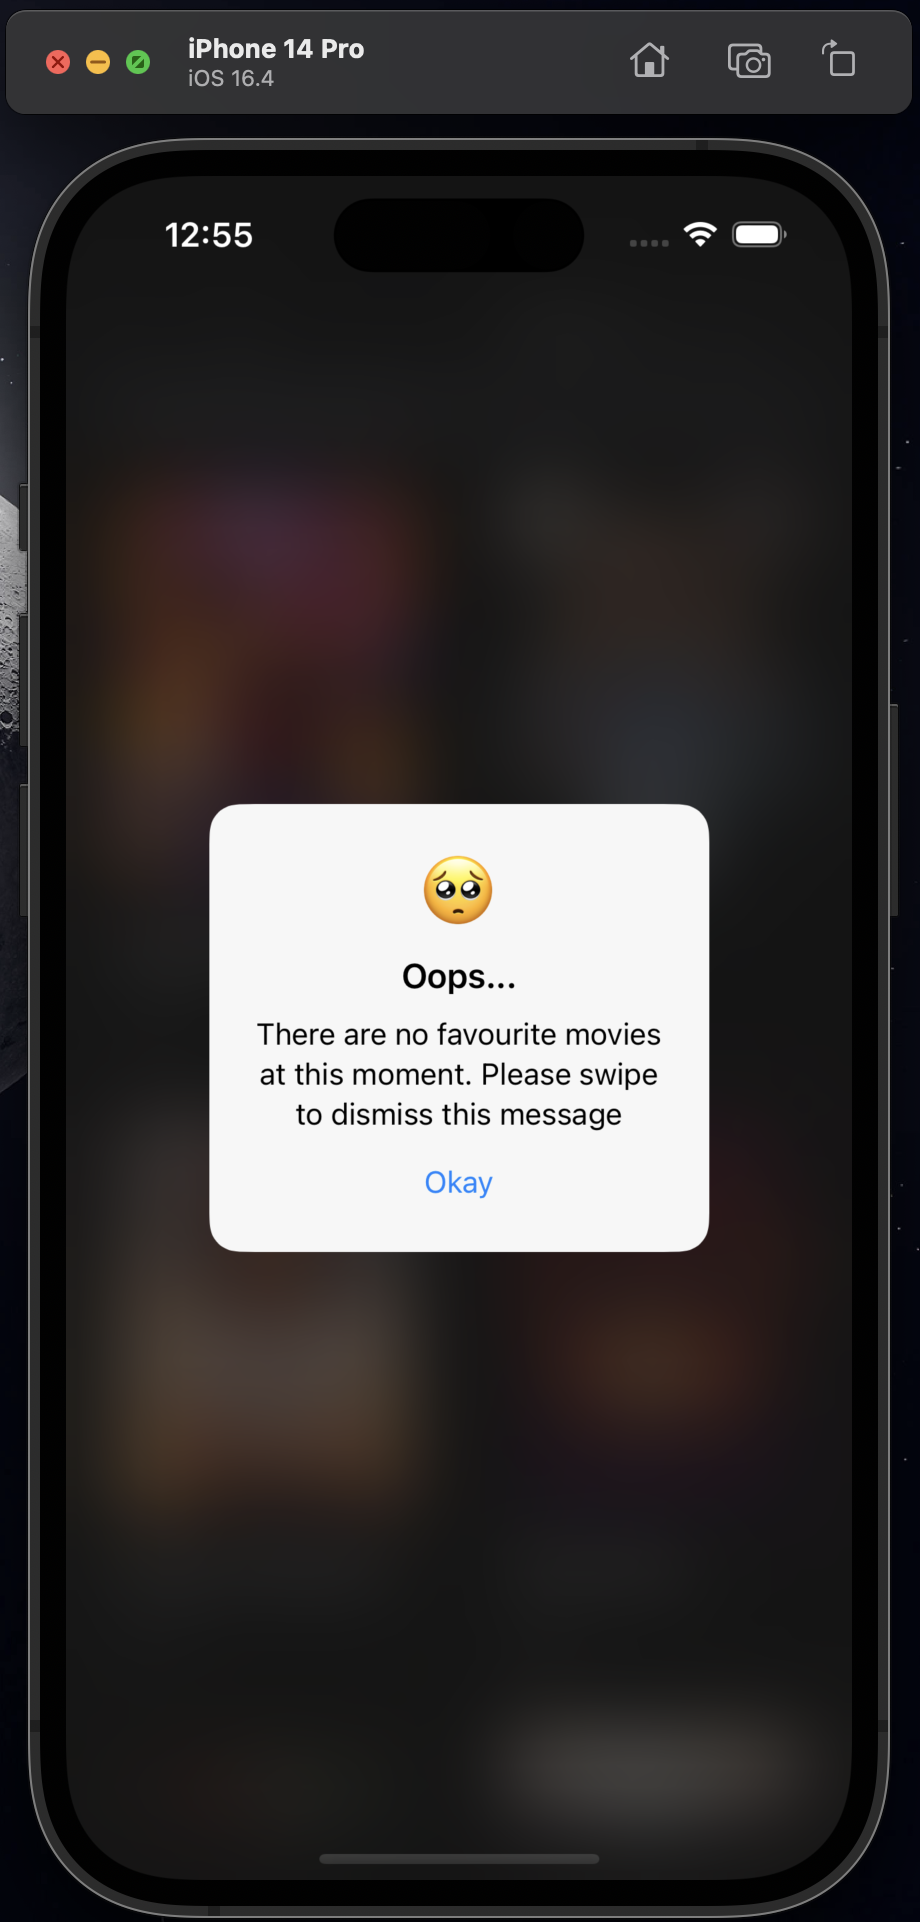 iPhone 14 Pro
iOS 16.4
12:55
Oops...
There are no favourite movies
at this moment. Please swipe
to dismiss this message
Okay